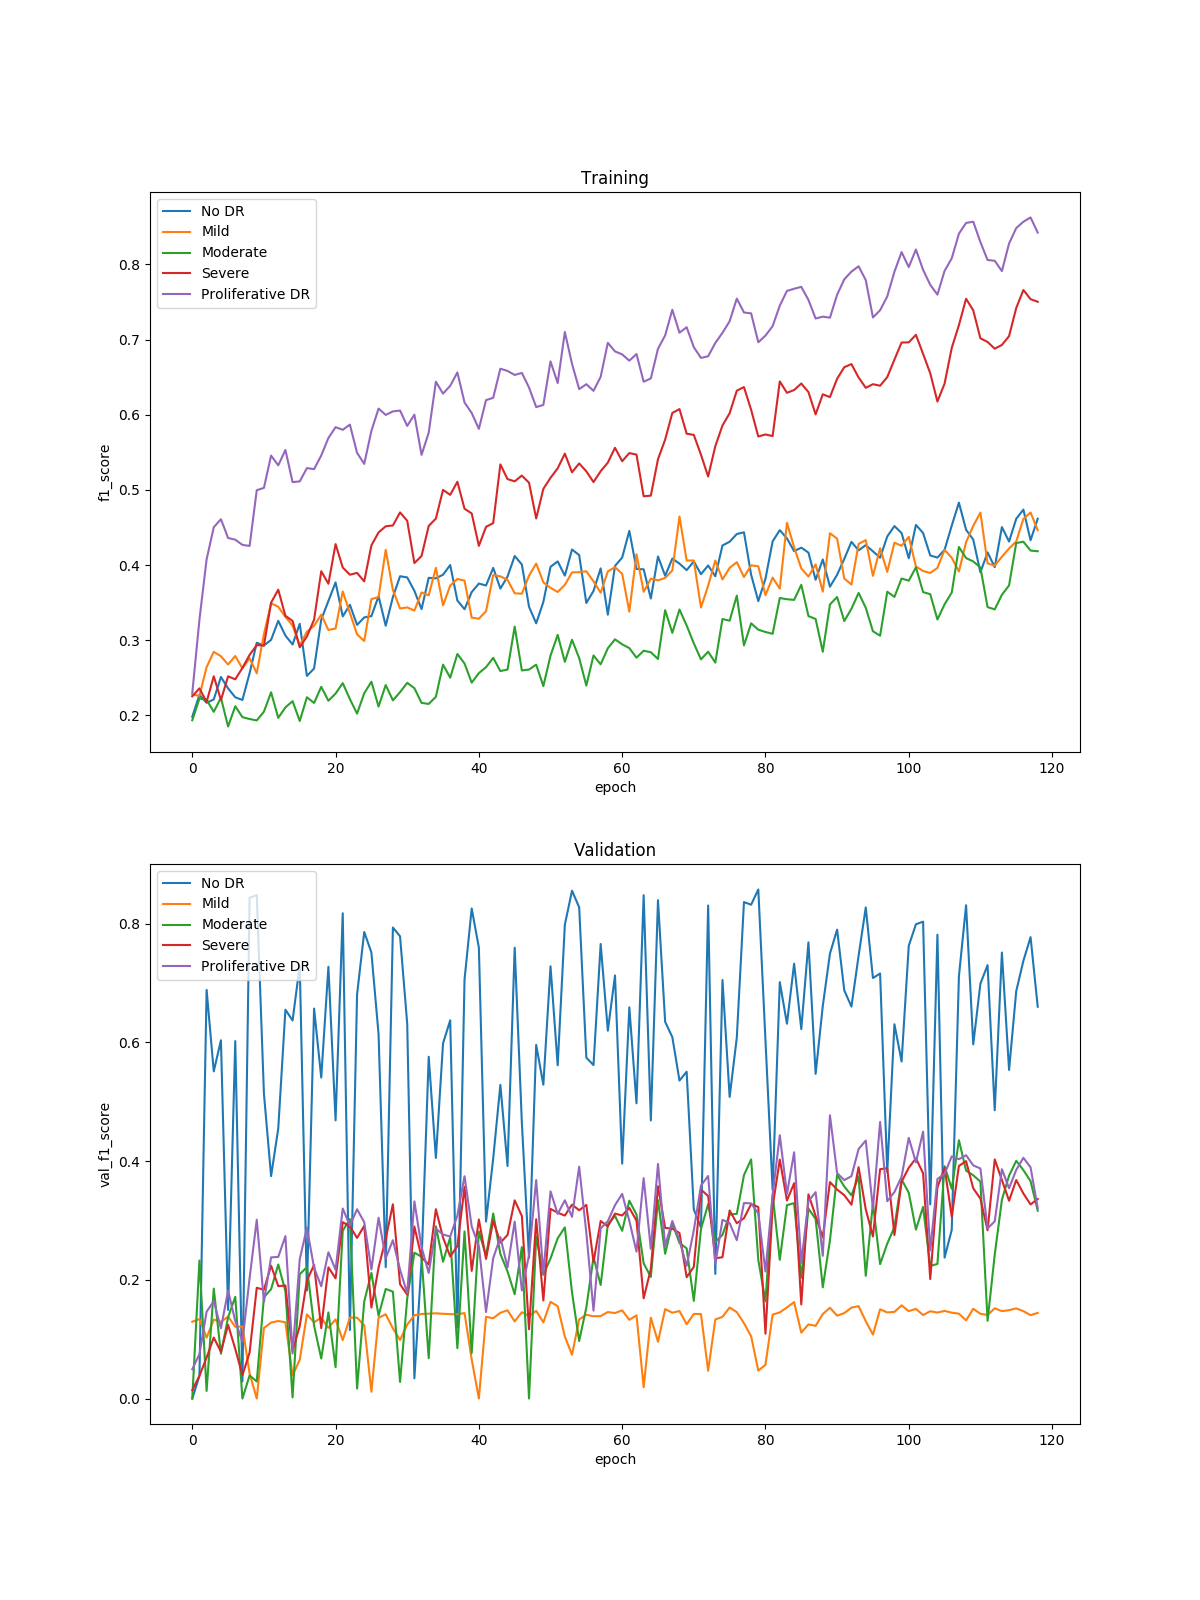 Training
No DR
Mild
Moderate
Severe
Proliferative DR
f1_score
0.8
0.7
0.6
0.5
0.4
0.3
0.2
0 20 40 60 80 100 120
epoch
Validation
No DR
Mild
Moderate
Severe
Proliferative DR
val_f1_score
0.8
0.6
0.4
0.2
0.0
0 20 40 60 80 100 120
epoch